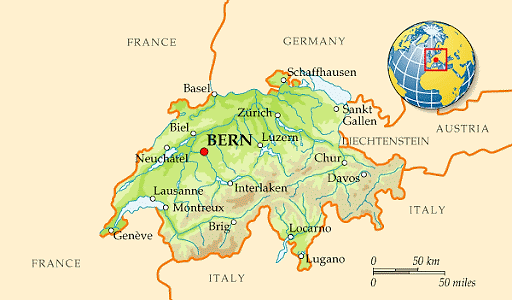 FRANCE
GERMANY
Schaffhausen
Basel
Zürich
Sankt
Gallen
Biel
BERN
Luzern
AUSTRIA
LIECHTENSTEIN
Neuchâtel
Chur
Davos
Lausanne
Interlaken
Montreux
ITALY
Brig
Locarno
Genève
Lugano
FRANCE
ITALY
0
50 km
0
50 miles